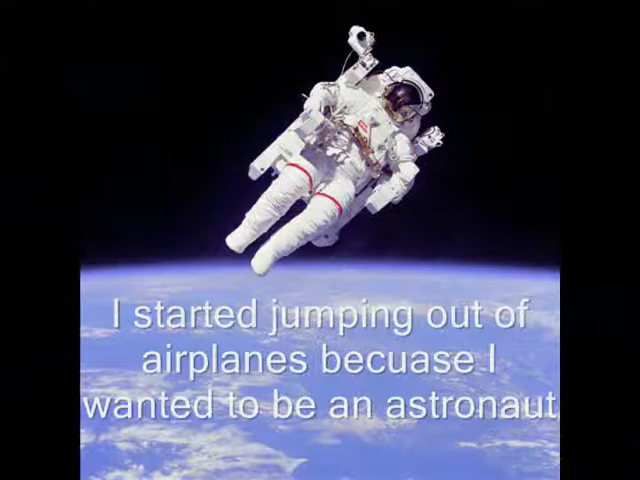 I started jumping out of
airplanes becuase I
wanted to be an astronaut